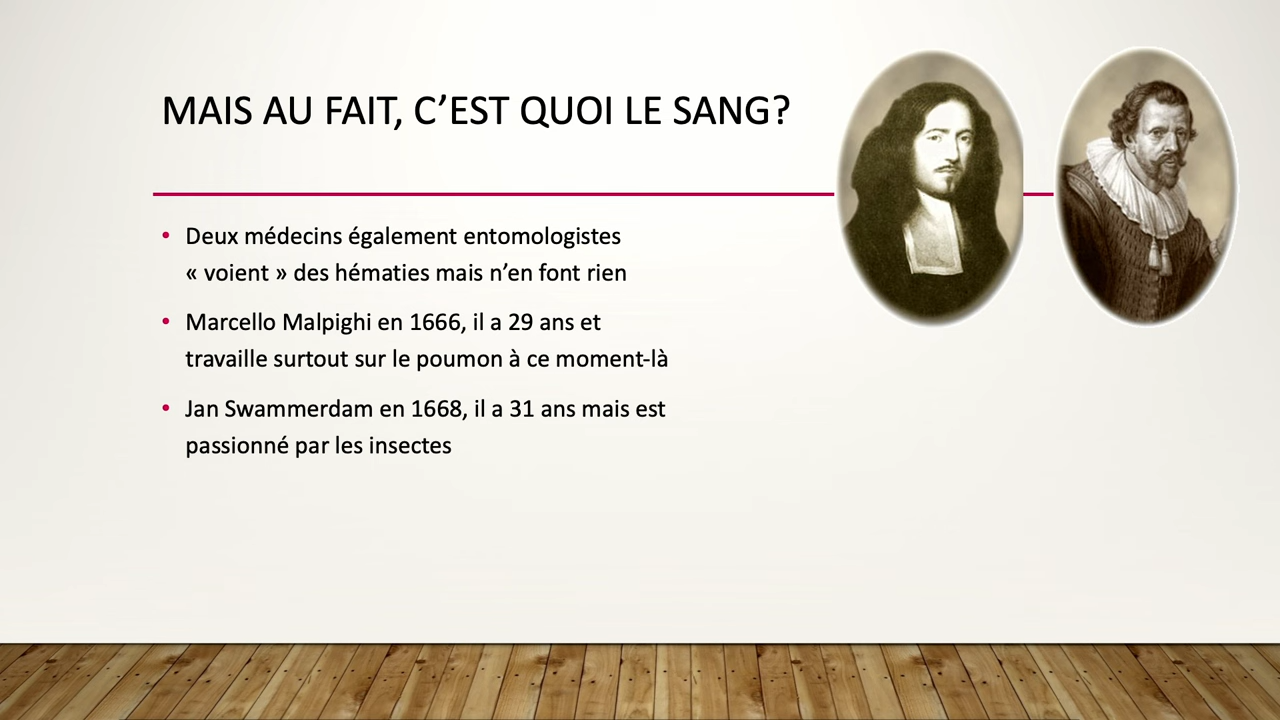 MAIS AU FAIT, C’EST QUOI LE SANG?
• Deux médecins également entomologistes
« voient » des hématies mais n’en font rien
• Marcello Malpighi en 1666, il a 29 ans et
travaille surtout sur le poumon à ce moment-là
• Jan Swammerdam en 1668, il a 31 ans mais est
passionné par les insectes